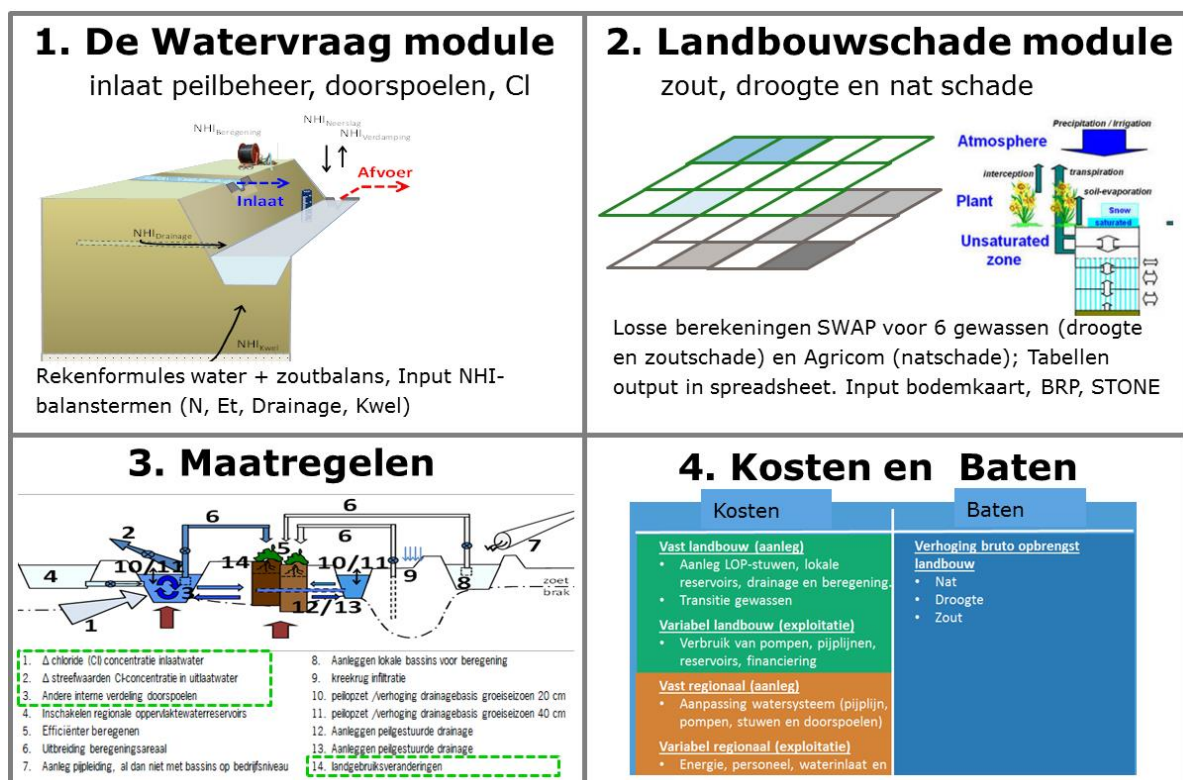 1. De Watervraag module
inlaat peilbeheer, doorspoelen, Cl
NHI Beregening
NHI Neerslag
NHI Verdamping
Afvoer
Inlaat
NHI Drainage
NHI Kwel
Rekenformules water + zoutbalans, Input NHI-
balanstermen (N, Et, Drainage, Kwel)
2. Landbouwschade module
zout, droogte en nat schade
Precipitation / Irrigation
Atmosphere
interception
transpiration
soil-evaporation
Plant
Snow
saturated
Unsaturated
zone
Losse berekeningen SWAP voor 6 gewassen (droogte
en zoutschade) en Agricom (natschade); Tabellen
output in spreadsheet. Input bodemkaart, BRP, STONE
3. Maatregelen
6
2
6
5
7
10/11
14
10/11
9
4
3
8
zoet
brak
12/13
1
1. Δ chloride (Cl) concentratie inlaatwater
2. Δ streefwaarden Cl-concentratie in uitlaatwater
3. Andere interne verdeling doorspoelen
4. Inschakelen regionale oppervlaktewaterreservoirs
5. Efficiënter beregenen
6. Uitbreiding beregeningsareaal
7. Aanleg pijpleiding, al dan niet met bassins op bedrijfsniveau
8. Aanleggen lokale bassins voor beregening
9. kreekrug infiltratie
10. peilopzet /verhoging drainagebasis groeiseizoen 20 cm
11. peilopzet /verhoging drainagebasis groeiseizoen 40 cm
12. Aanleggen peilgestuurde drainage
13. Aanleggen peilgestuurde drainage
14. landgebruiksveranderingen
4. Kosten en Baten
Kosten
Vast landbouw (aanleg)
• Aanleg LOP-stuwen, lokale
reservoirs, drainage en beregening.
• Transitie gewassen
Variabel landbouw (exploitatie)
• Verbruik van pompen, pijplijnen,
reservoirs, financiering
Vast regionaal (aanleg)
• Aanpassing watersysteem (pijplijn,
pompen, stuwen en doorspoelen)
Variabel regionaal (exploitatie)
• Energie, personeel, waterinlaat en
Baten
Verhoging bruto opbrengst
landbouw
• Nat
• Droogte
• Zout